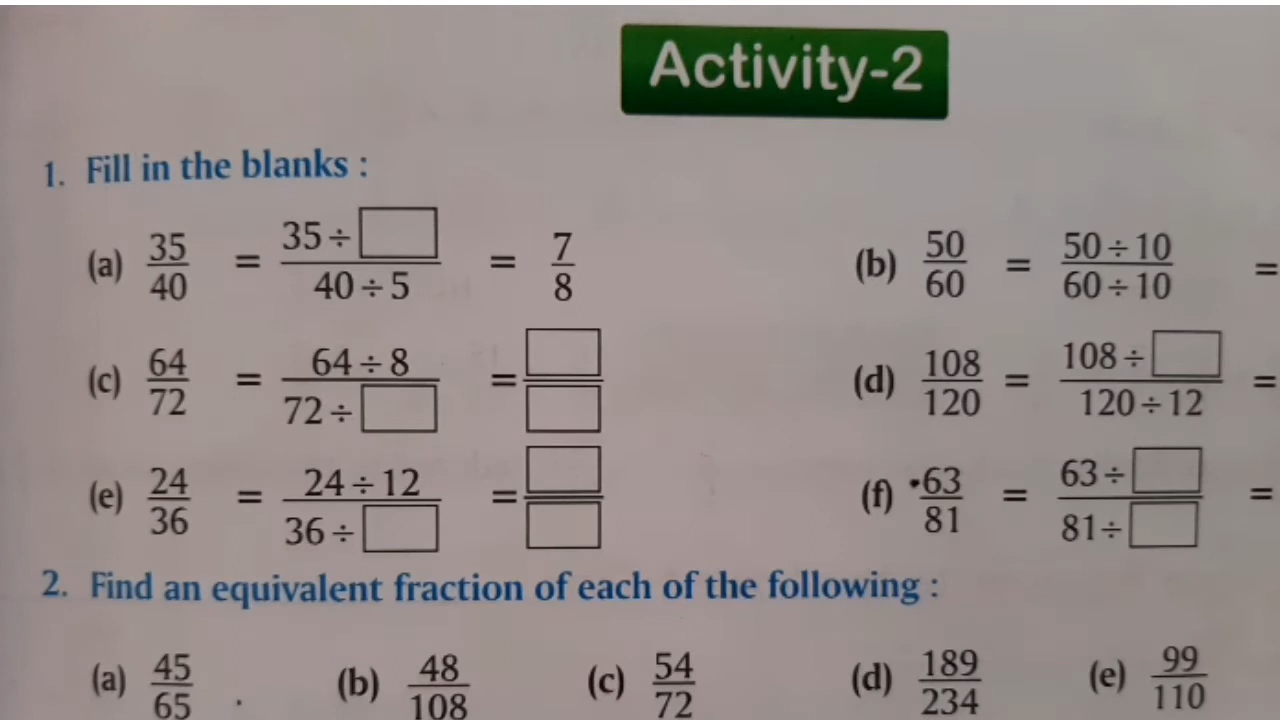 Activity-2
1. Fill in the blanks :
(a) 35/40 = 35 ÷ □ / 40 ÷ 5 = 7/8 (b) 50/60 = 50 ÷ 10 / 60 ÷ 10 =
(c) 64/72 = 64 ÷ 8 / 72 ÷ □ = □/□ (d) 108/120 = 108 ÷ □ / 120 ÷ 12 =
(e) 24/36 = 24 ÷ 12 / 36 ÷ □ = □/□ (f) 63/81 = 63 ÷ □ / 81 ÷ □ =
2. Find an equivalent fraction of each of the following :
(a) 45/65 . (b) 48/108 (c) 54/72 (d) 189/234 (e) 99/110